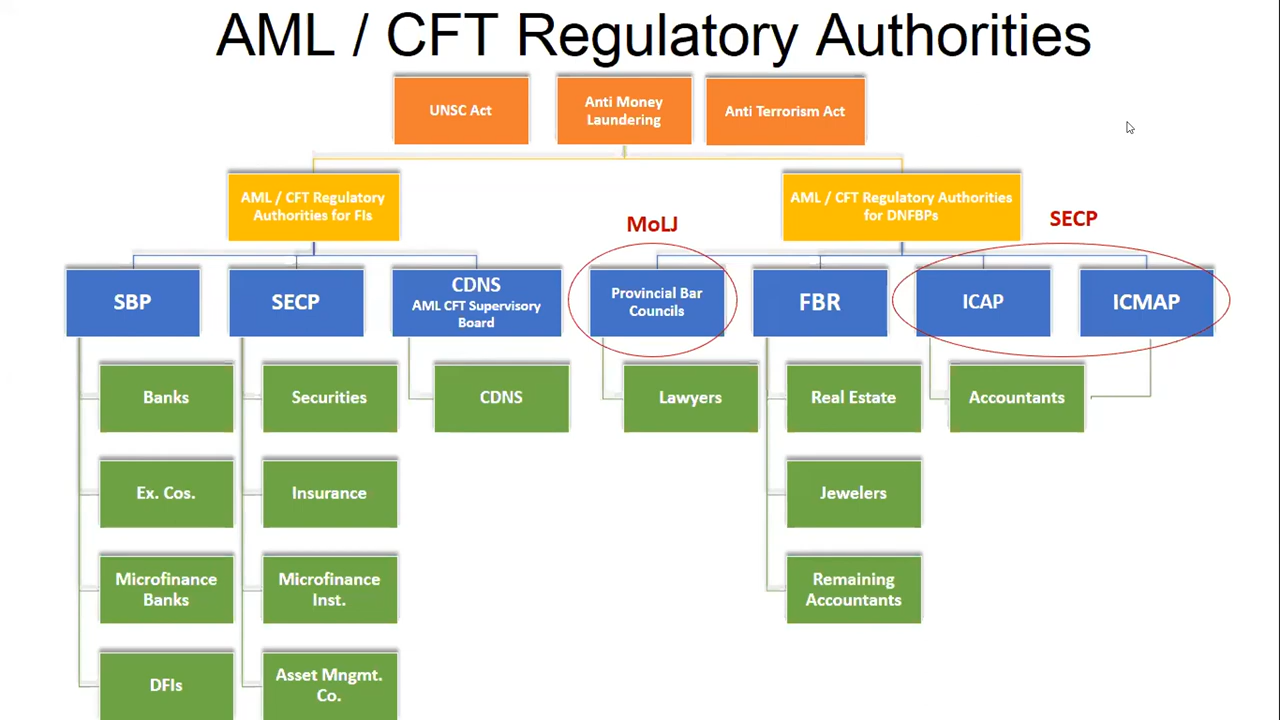 AML / CFT Regulatory Authorities
UNSC Act
Anti Money
Laundering
Anti Terrorism Act
AML / CFT Regulatory
Authorities for FIs
AML / CFT Regulatory Authorities
for DNFBPs
MoLJ
SECP
SBP
SECP
CDNS
AML CFT Supervisory
Board
Provincial Bar
Councils
FBR
ICAP
ICMAP
Banks
Securities
CDNS
Lawyers
Real Estate
Accountants
Ex. Cos.
Insurance
Jewelers
Microfinance
Banks
Microfinance
Inst.
Remaining
Accountants
DFIs
Asset Mngmt.
Co.